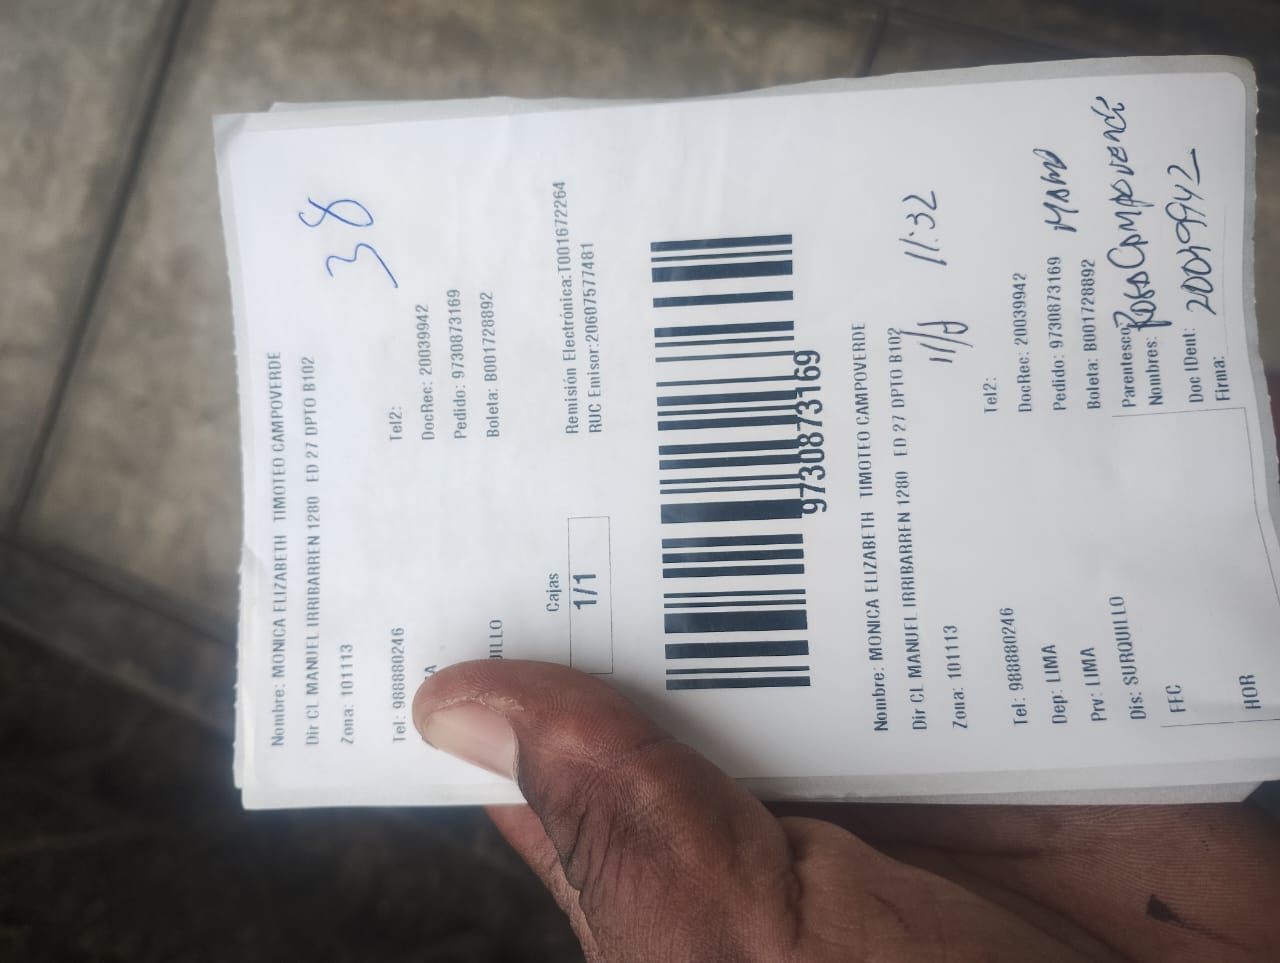 Nombre: MONICA ELIZABETH TIMOTEO CAMPOVERDE
38
Dir CL MANUEL IRRIBARREN 1280 ED 27 DPTO B102
Zona: 101113
Tel: 988880246
Tel2:
DocRec: 20039942
Pedido: 9730873169
Boleta: B001728892
Cajas
1/1
Remisión Electrónica:T001672264
RUC Emisor:20607577481
9730873169
Nombre: MONICA ELIZABETH TIMOTEO CAMPOVERDE
Dir CL MANUEL IRRIBARREN 1280 ED 27 DPTO B102
11:32
Zona: 101113
Tel: 988880246
Tel2:
Dep: LIMA
DocRec: 20039942
Prv: LIMA
Pedido: 9730873169
Dis: SURQUILLO
Boleta: B001728892
Parentesco:
Nombres: Rosa Campoverde
Doc IDent: 20039942
Firma:
FEC
HOR